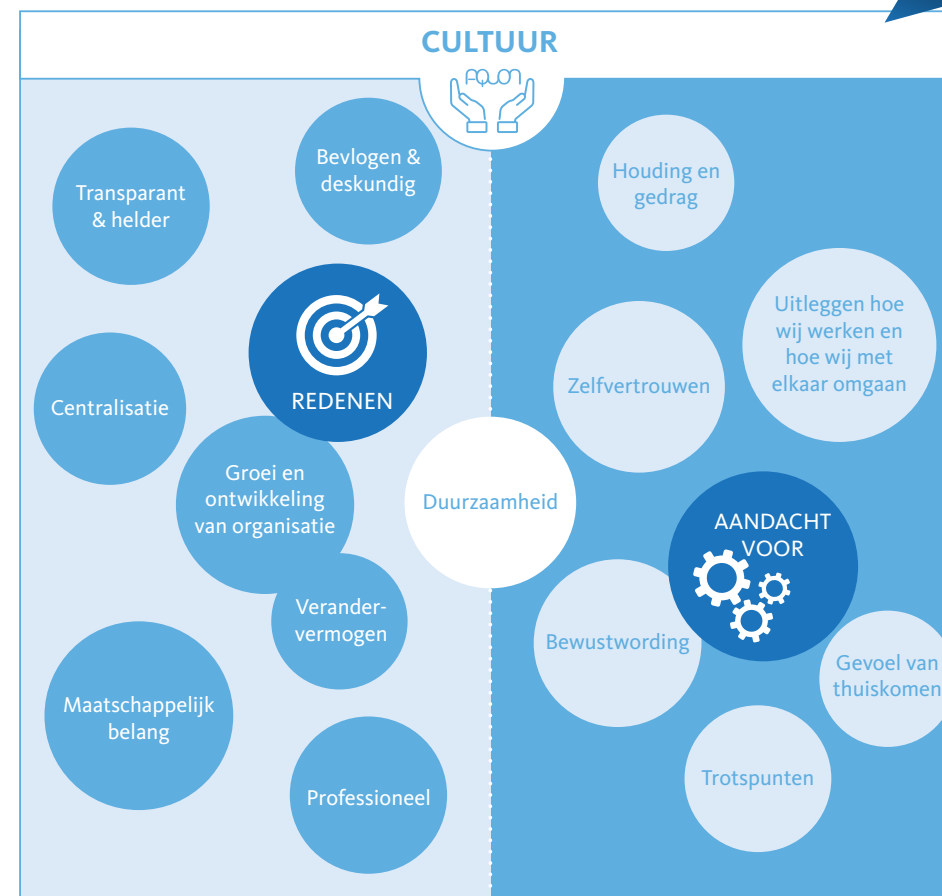 CULTUUR
Transparant
& helder
Bevlogen &
deskundig
REDENEN
Centralisatie
Groei en
ontwikkeling
van organisatie
Verander-
vermogen
Maatschappelijk
belang
Professioneel
Duurzaamheid
Houding en
gedrag
Uitleggen hoe
wij werken en
hoe wij met
elkaar omgaan
Zelfvertrouwen
AANDACHT
VOOR
Bewustwording
Gevoel van
thuiskomen
Trotspunten